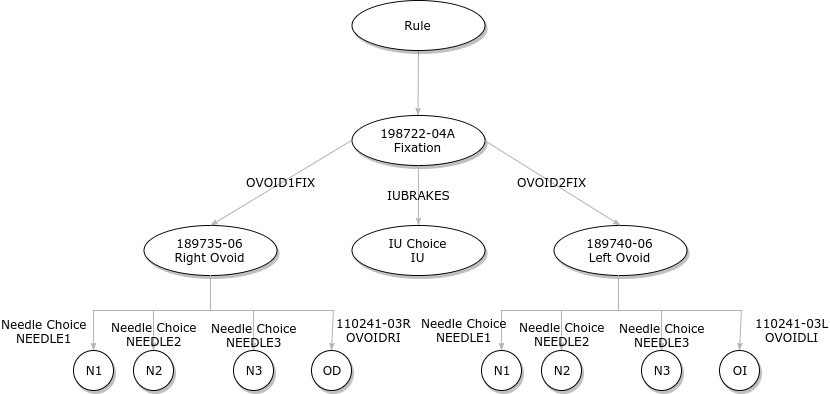 Rule
198722-04A
Fixation
OVOID1FIX
IUBRAKES
OVOID2FIX
189735-06
Right Ovoid
IU Choice
IU
189740-06
Left Ovoid
Needle Choice
NEEDLE1
Needle Choice
NEEDLE2
Needle Choice
NEEDLE3
110241-03R
OVOIDRI
Needle Choice
NEEDLE1
Needle Choice
NEEDLE2
Needle Choice
NEEDLE3
110241-03L
OVOIDLI
N1
N2
N3
OD
N1
N2
N3
OI